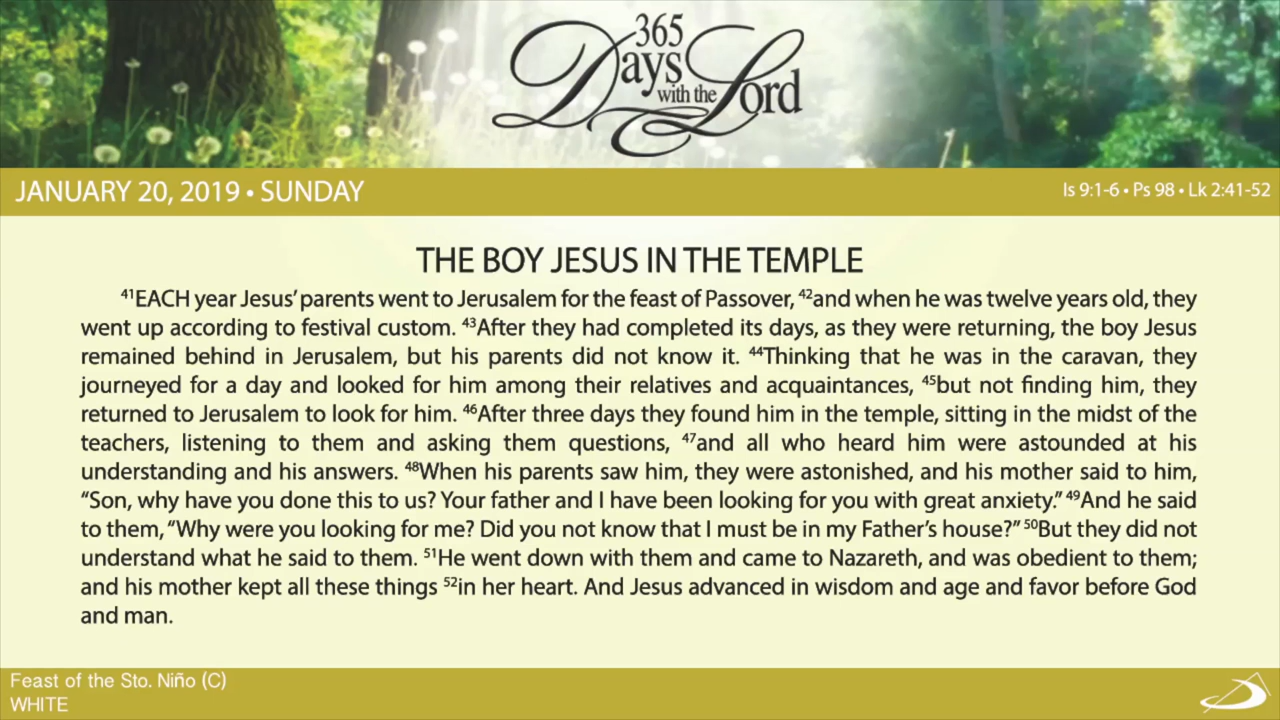 365
Days
with the Lord
JANUARY 20, 2019 • SUNDAY
Is 9:1-6 • Ps 98 • Lk 2:41-52
THE BOY JESUS IN THE TEMPLE
⁴¹EACH year Jesus’ parents went to Jerusalem for the feast of Passover, ⁴²and when he was twelve years old, they
went up according to festival custom. ⁴³After they had completed its days, as they were returning, the boy Jesus
remained behind in Jerusalem, but his parents did not know it. ⁴⁴Thinking that he was in the caravan, they
journeyed for a day and looked for him among their relatives and acquaintances, ⁴⁵but not finding him, they
returned to Jerusalem to look for him. ⁴⁶After three days they found him in the temple, sitting in the midst of the
teachers, listening to them and asking them questions, ⁴⁷and all who heard him were astounded at his
understanding and his answers. ⁴⁸When his parents saw him, they were astonished, and his mother said to him,
“Son, why have you done this to us? Your father and I have been looking for you with great anxiety.” ⁴⁹And he said
to them, “Why were you looking for me? Did you not know that I must be in my Father’s house?” ⁵⁰But they did not
understand what he said to them. ⁵¹He went down with them and came to Nazareth, and was obedient to them;
and his mother kept all these things ⁵²in her heart. And Jesus advanced in wisdom and age and favor before God
and man.
Feast of the Sto. Niño (C)
WHITE